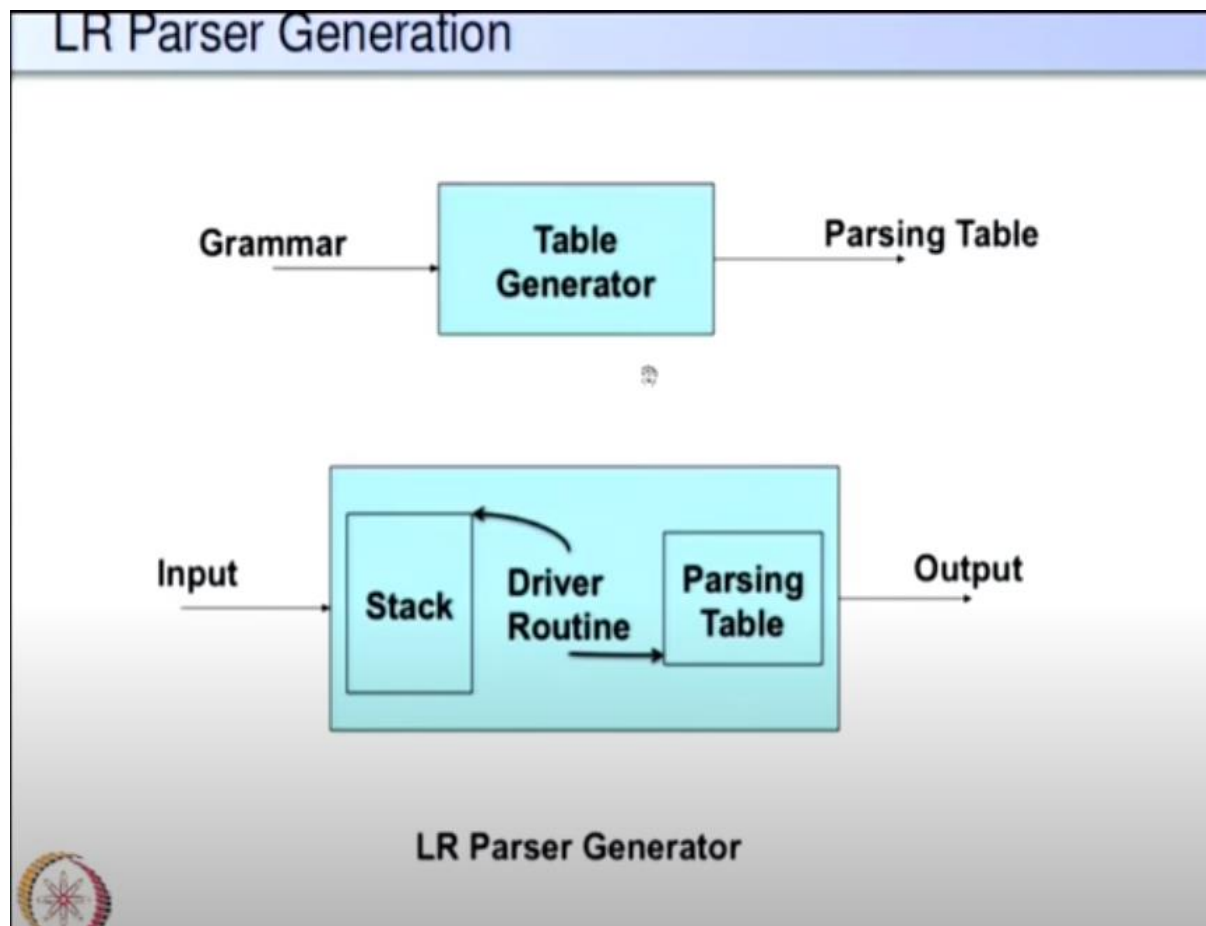 LR Parser Generation
Grammar
Table
Generator
Parsing Table
Input
Stack
Driver
Routine
Parsing
Table
Output
LR Parser Generator